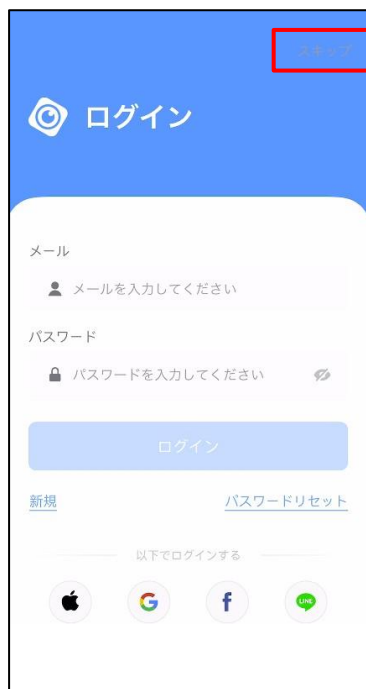 スキップ
ログイン
メール
メールを入力してください
パスワード
パスワードを入力してください
ログイン
新規 パスワードリセット
以下でログインする
G f LINE